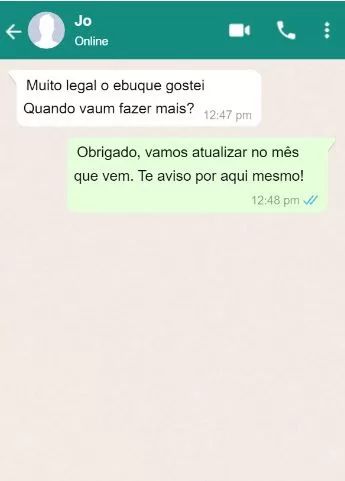 Jo
Online
Muito legal o ebuque gostei
Quando vaum fazer mais?
12:47 pm
Obrigado, vamos atualizar no mês
que vem. Te aviso por aqui mesmo!
12:48 pm